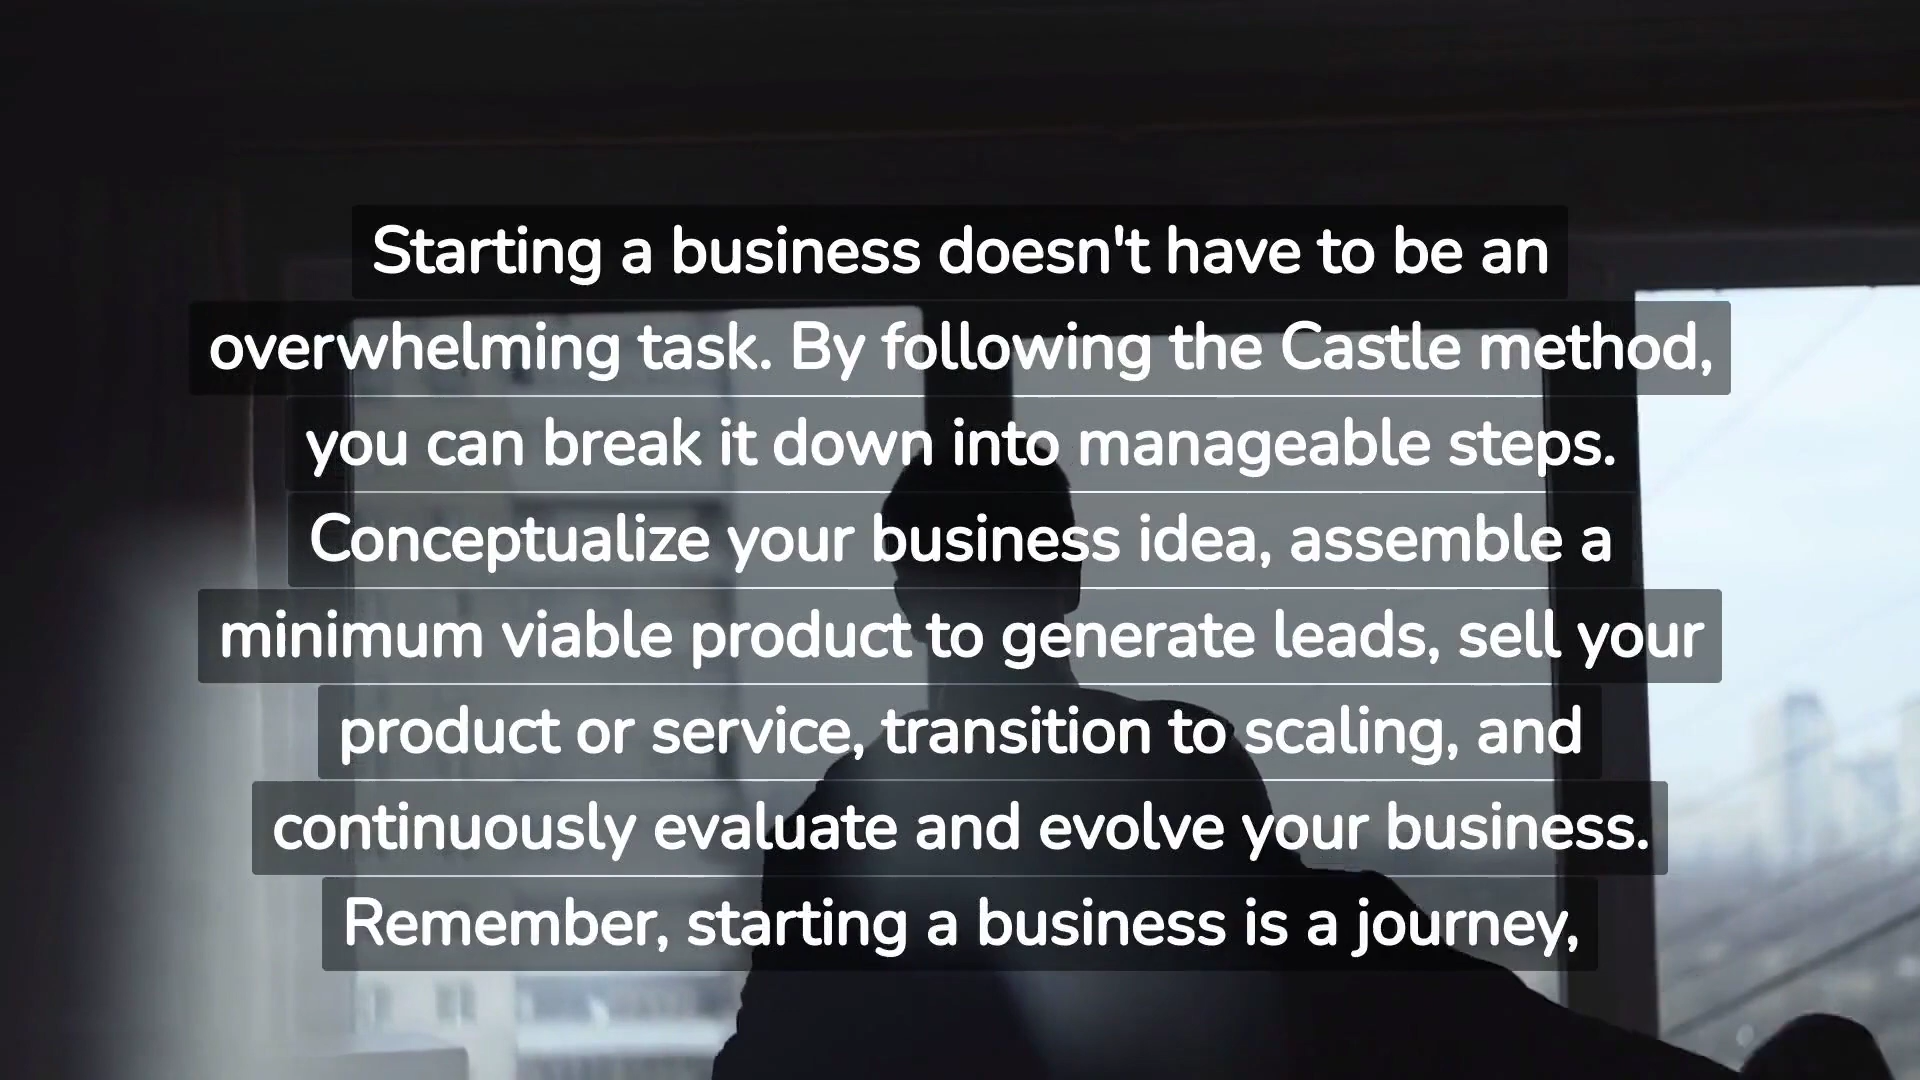 Starting a business doesn't have to be an
overwhelming task. By following the Castle method,
you can break it down into manageable steps.
Conceptualize your business idea, assemble a
minimum viable product to generate leads, sell your
product or service, transition to scaling, and
continuously evaluate and evolve your business.
Remember, starting a business is a journey,